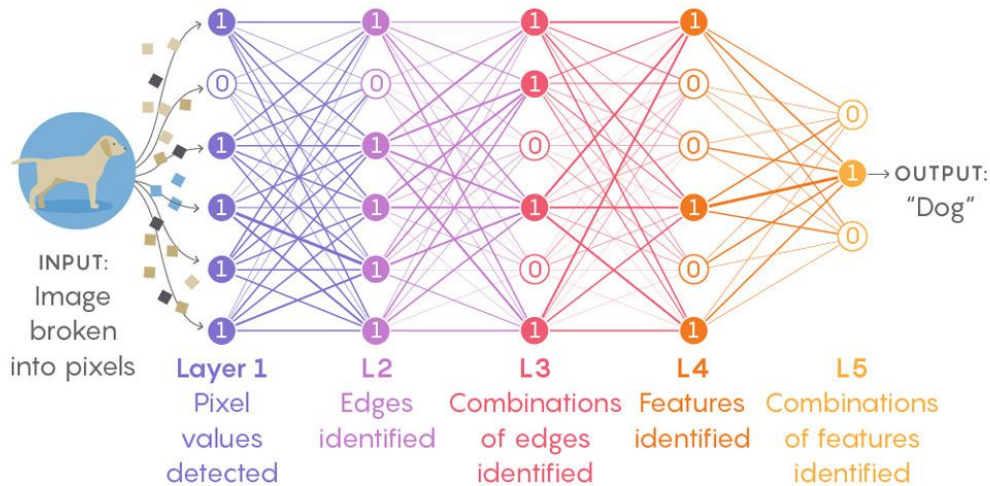 1 1 1 1
0 0 1 0
0
1 1 0 0
1 → OUTPUT:
"Dog"
1 1 1 1
0
1 1 0 0
1 1 1 1
INPUT:
Image
broken
into pixels
Layer 1
Pixel
values
detected
L2
Edges
identified
L3
Combinations
of edges
identified
L4
Features
identified
L5
Combinations
of features
identified